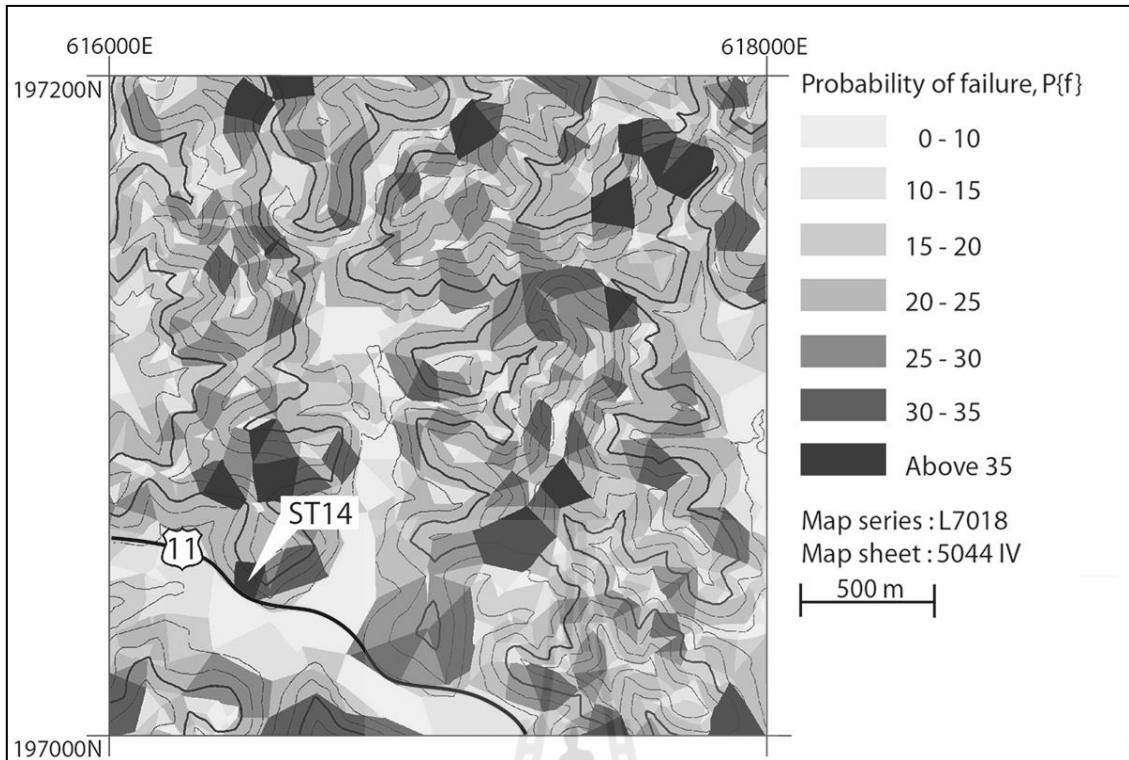 616000E
618000E
197200N
Probability of failure, P{f}
0 - 10
10 - 15
15 - 20
20 - 25
25 - 30
30 - 35
Above 35
ST14
11
Map series : L7018
Map sheet : 5044 IV
500 m
197000N